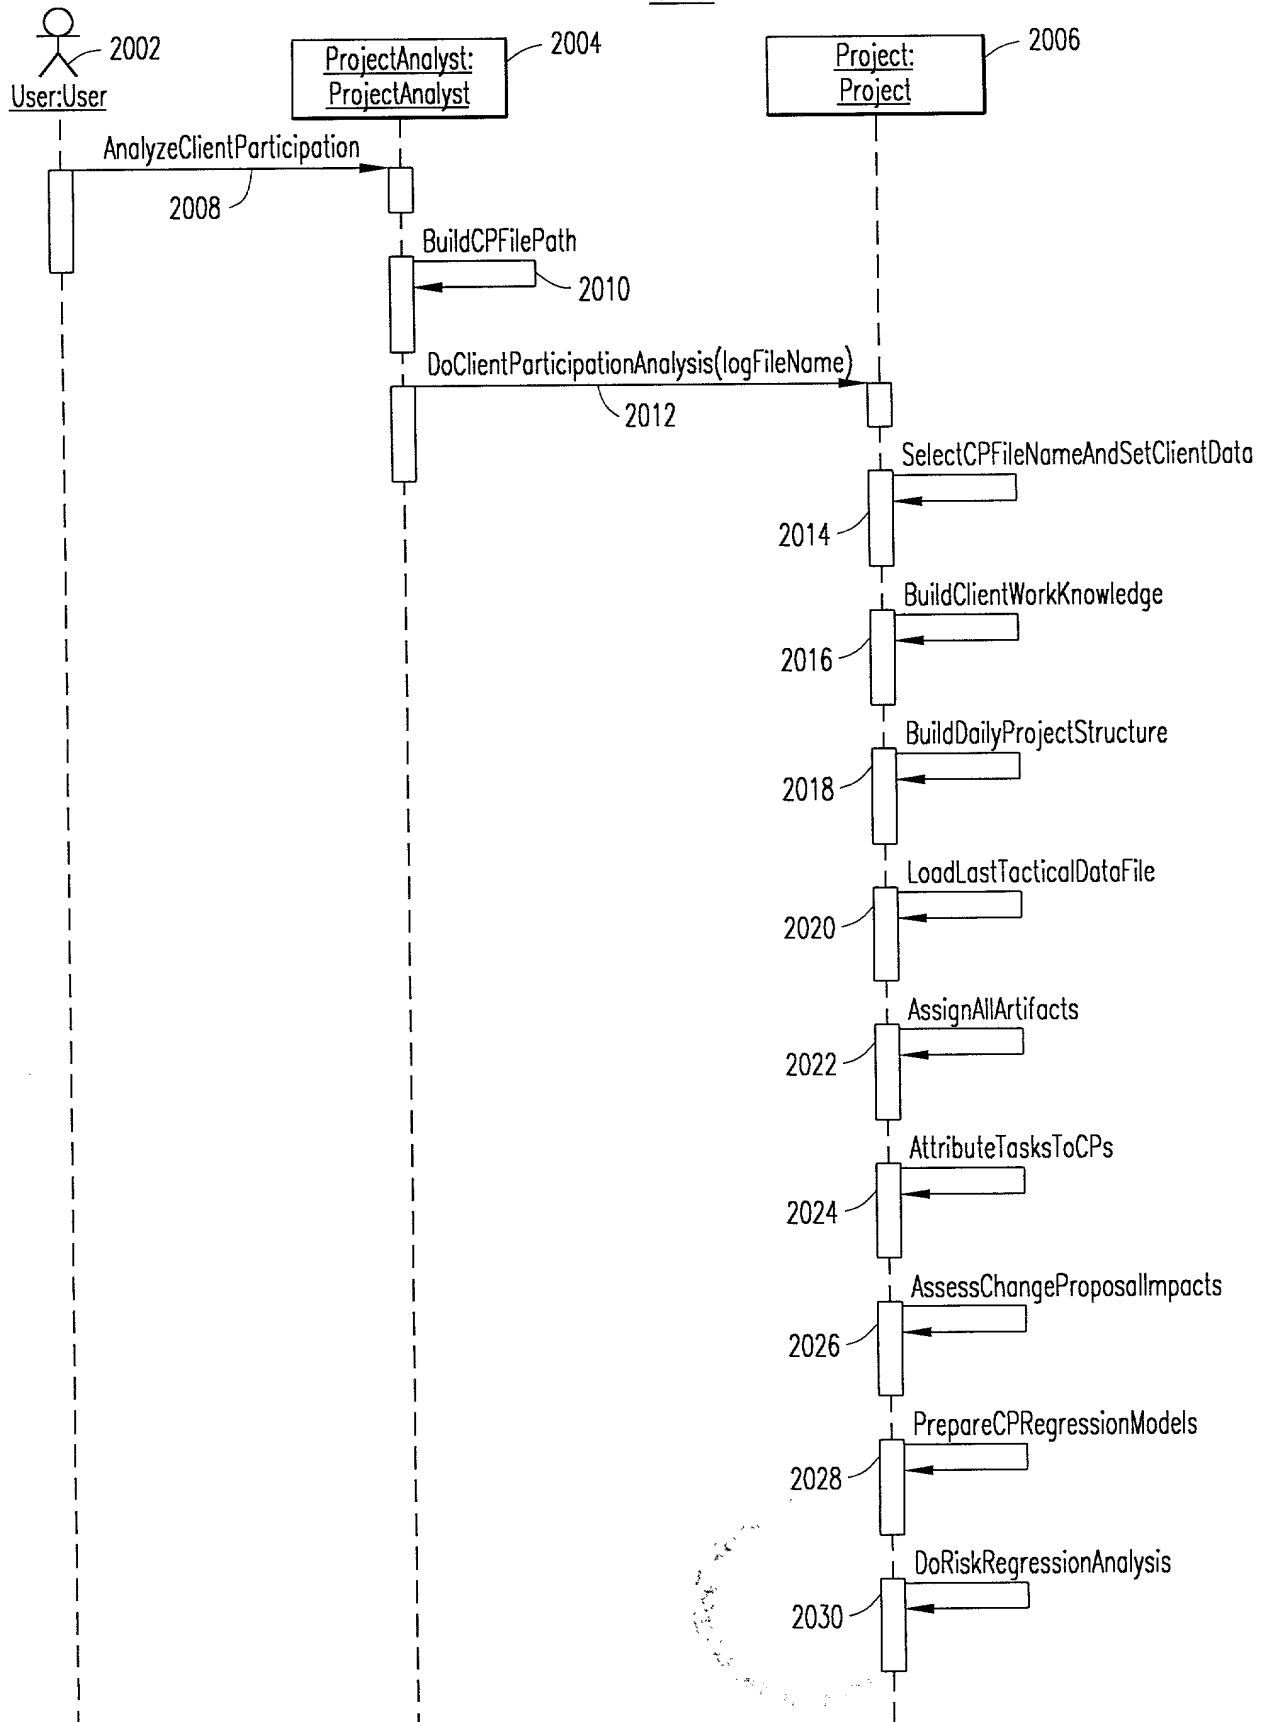 2002
User:User
ProjectAnalyst:
ProjectAnalyst
2004
Project:
Project
2006
AnalyzeClientParticipation
2008
BuildCPFilePath
2010
DoClientParticipationAnalysis(logFileName)
2012
SelectCPFileNameAndSetClientData
2014
BuildClientWorkKnowledge
2016
BuildDailyProjectStructure
2018
LoadLastTacticalDataFile
2020
AssignAllArtifacts
2022
AttributeTasksToCPs
2024
AssessChangeProposalImpacts
2026
PrepareCPRegressionModels
2028
DoRiskRegressionAnalysis
2030